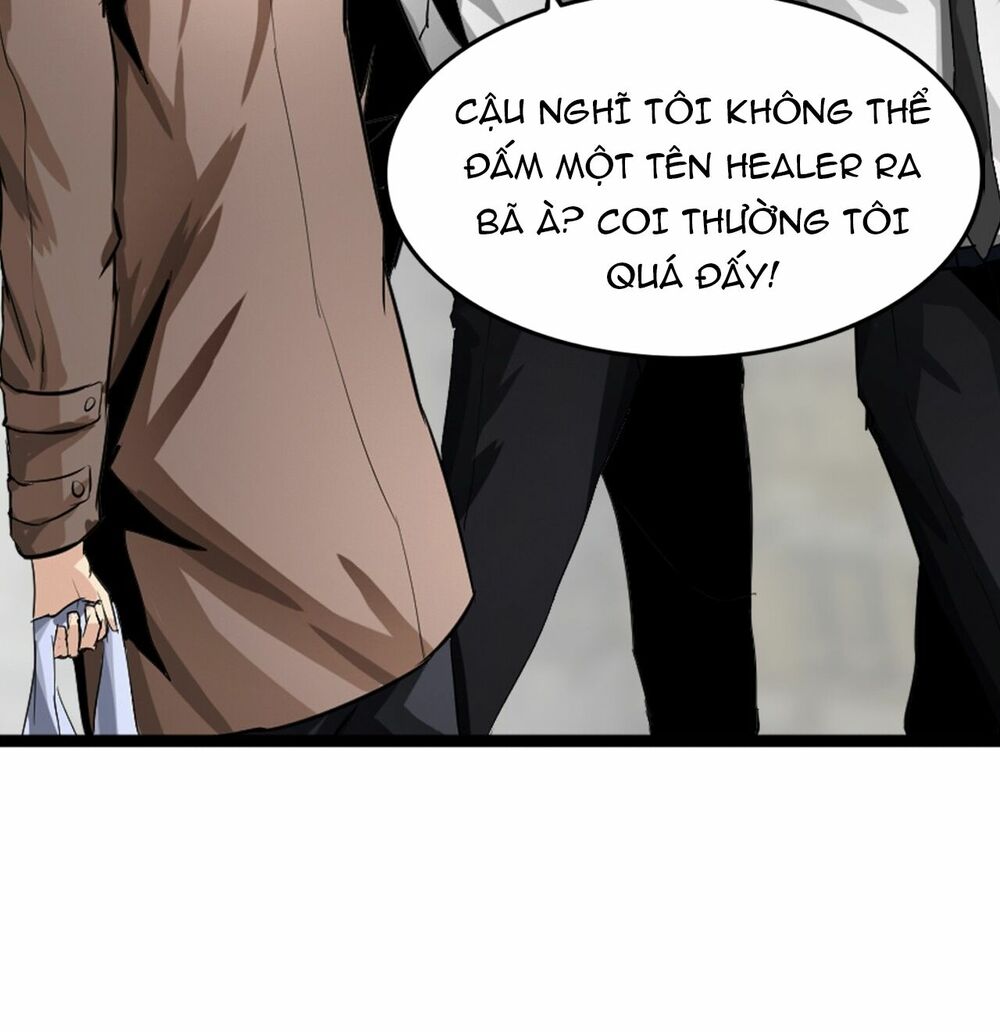 CẬU NGHĨ TÔI KHÔNG THỂ
ĐẤM MỘT TÊN HEALER RA
BÃ À? COI THƯỜNG TÔI
QUÁ ĐẤY!